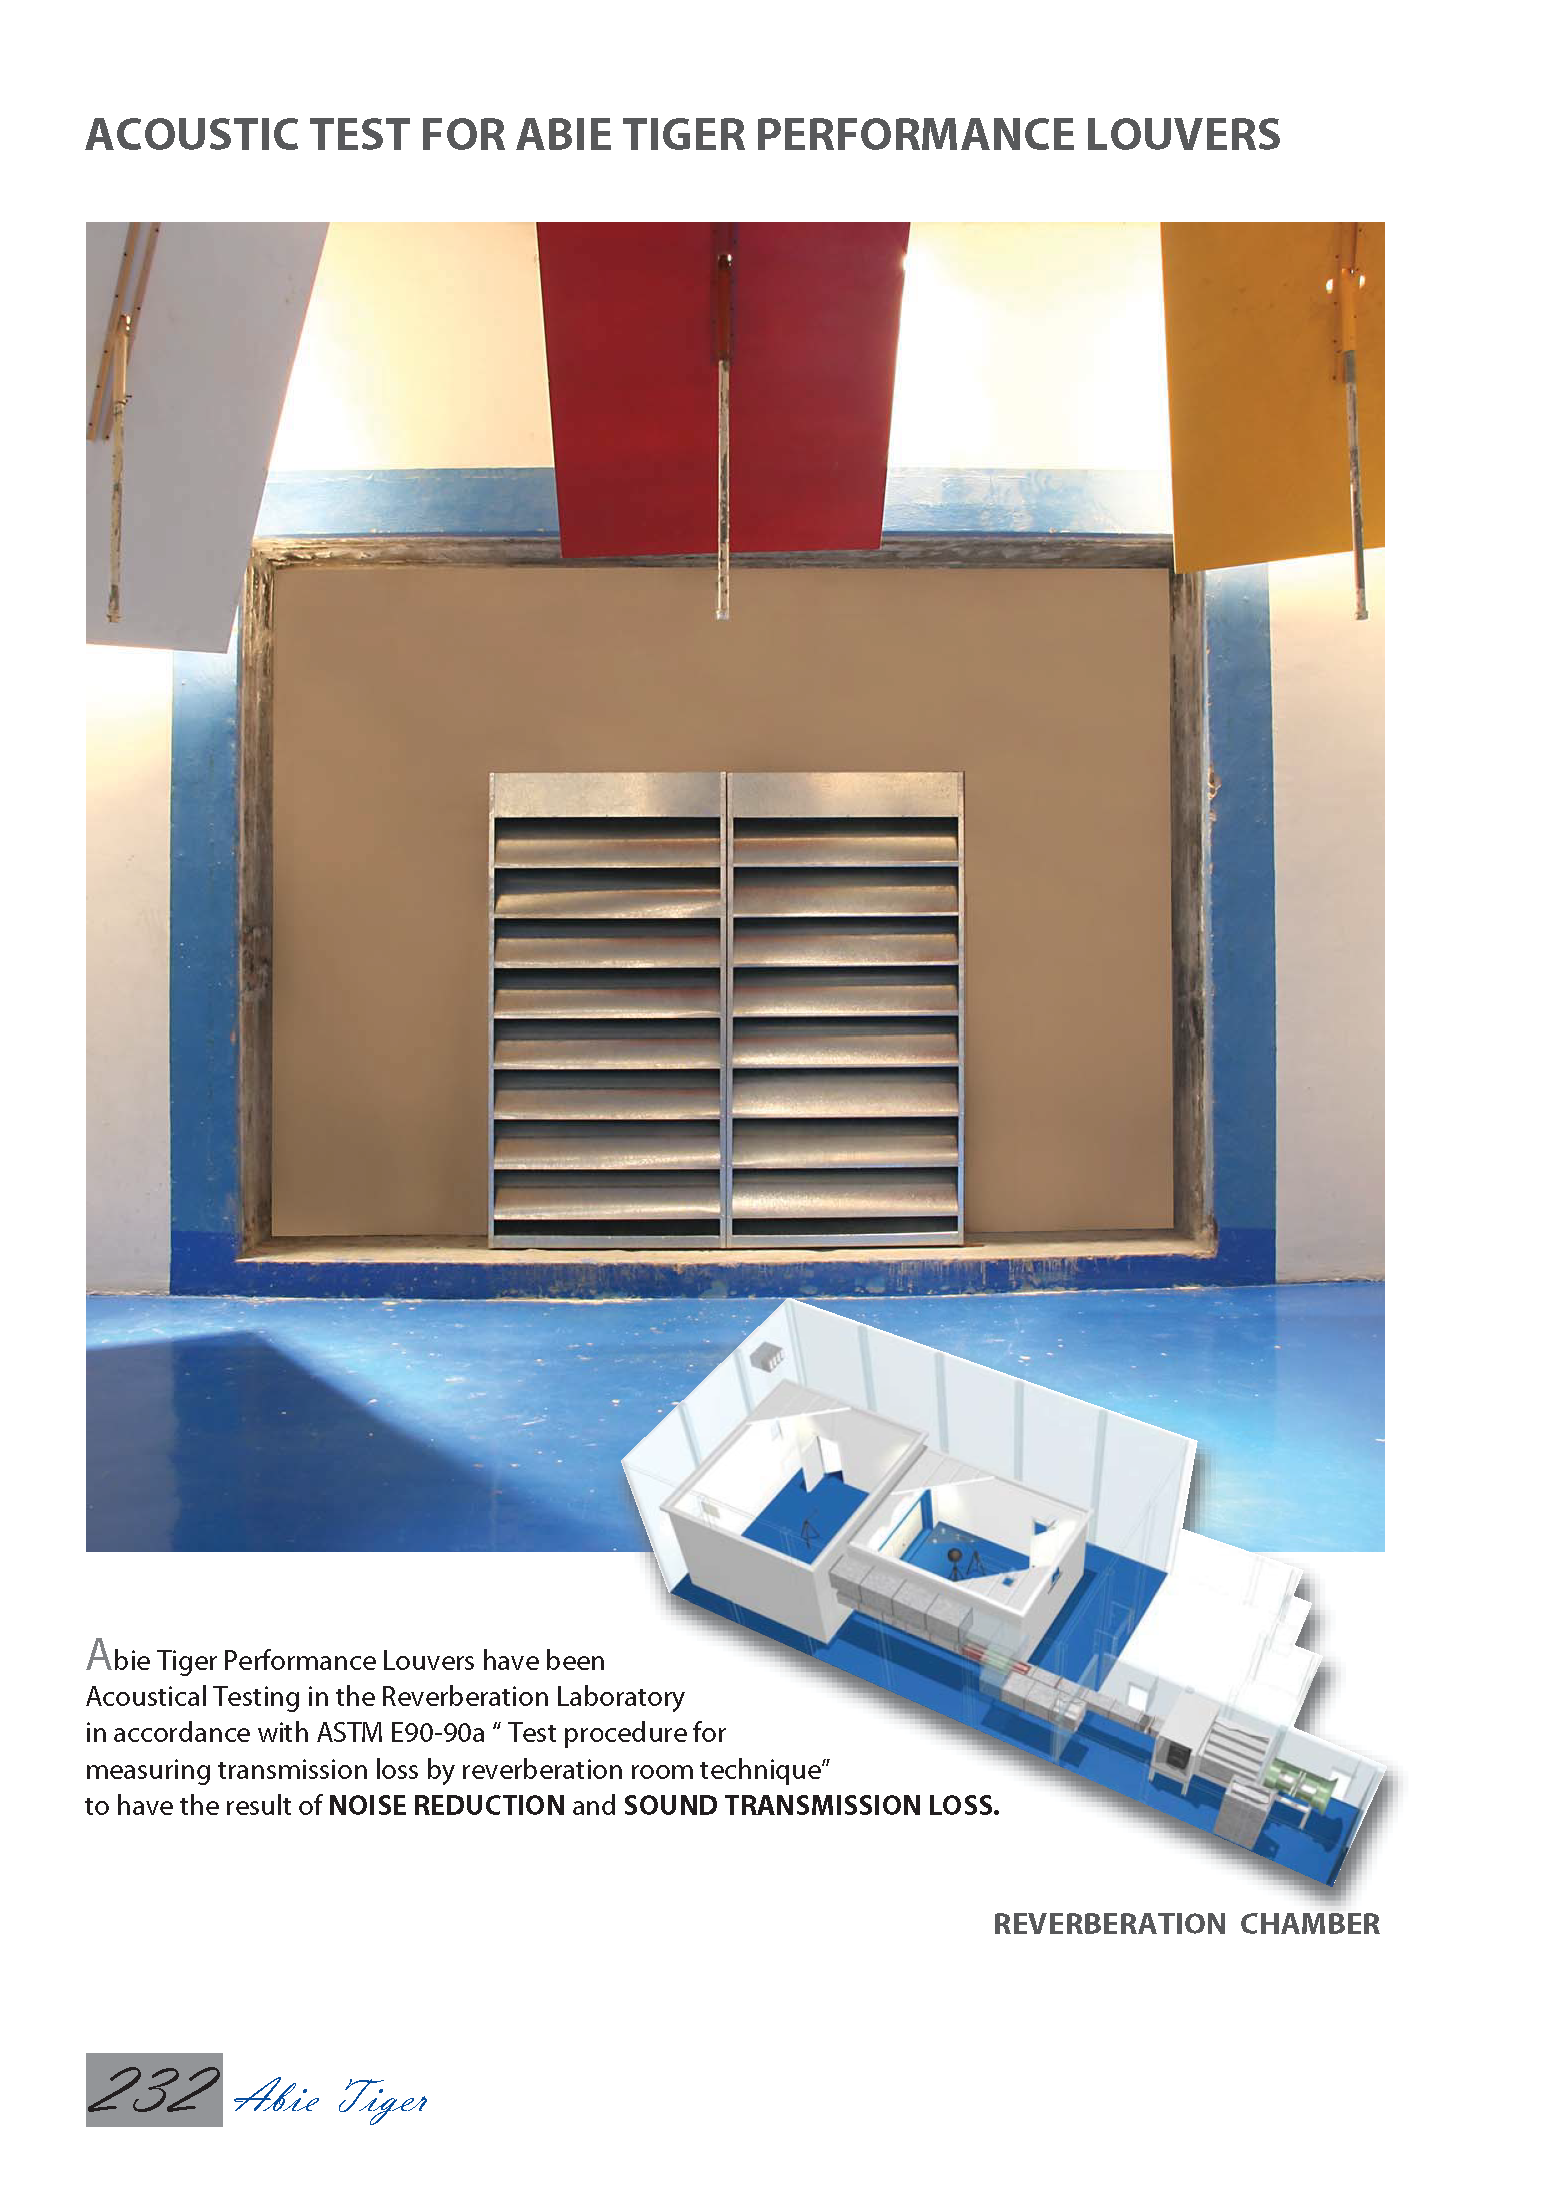 ACOUSTIC TEST FOR ABIE TIGER PERFORMANCE LOUVERS
Abie Tiger Performance Louvers have been
Acoustical Testing in the Reverberation Laboratory
in accordance with ASTM E90-90a “ Test procedure for
measuring transmission loss by reverberation room technique”
to have the result of NOISE REDUCTION and SOUND TRANSMISSION LOSS.
REVERBERATION CHAMBER
232 Abie Tiger